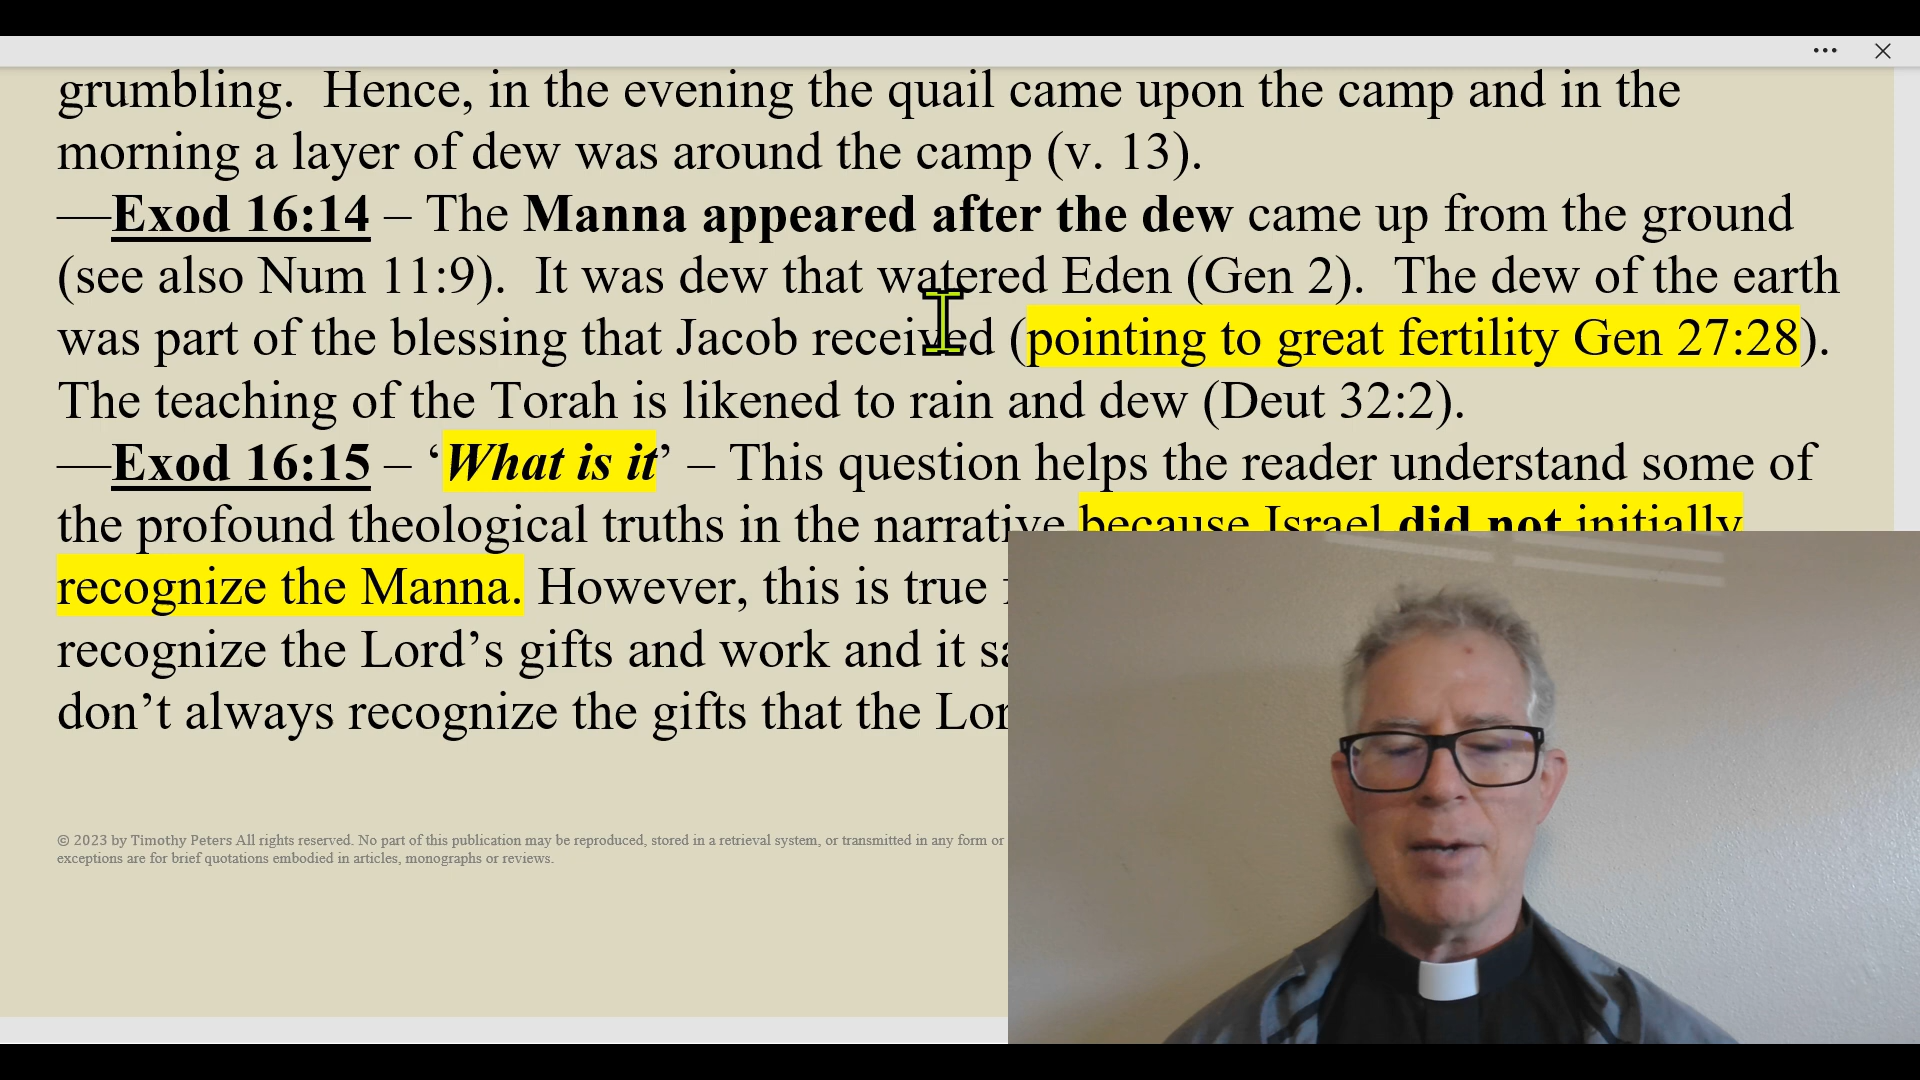 grumbling.  Hence, in the evening the quail came upon the camp and in the
morning a layer of dew was around the camp (v. 13).
—Exod 16:14 – The Manna appeared after the dew came up from the ground
(see also Num 11:9).  It was dew that watered Eden (Gen 2).  The dew of the earth
was part of the blessing that Jacob received (pointing to great fertility Gen 27:28).
The teaching of the Torah is likened to rain and dew (Deut 32:2).
—Exod 16:15 – ‘What is it’ – This question helps the reader understand some of
the profound theological truths in the narrative because Israel did not initially
recognize the Manna. However, this is true
recognize the Lord’s gifts and work and it
don’t always recognize the gifts that the
© 2023 by Timothy Peters All rights reserved. No part of this publication may be reproduced, stored in a retrieval system, or transmitted in any form or
exceptions are for brief quotations embodied in articles, monographs or reviews.